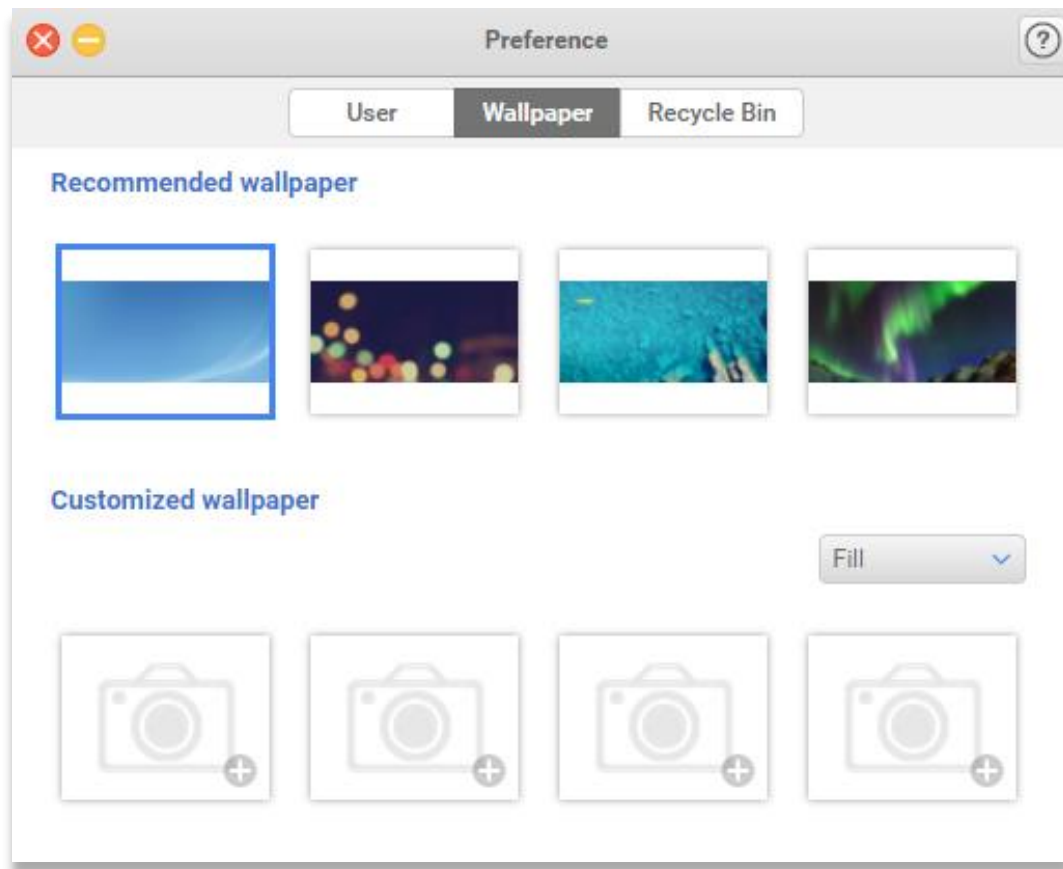 Preference
?
User Wallpaper Recycle Bin
Recommended wallpaper
Customized wallpaper
Fill